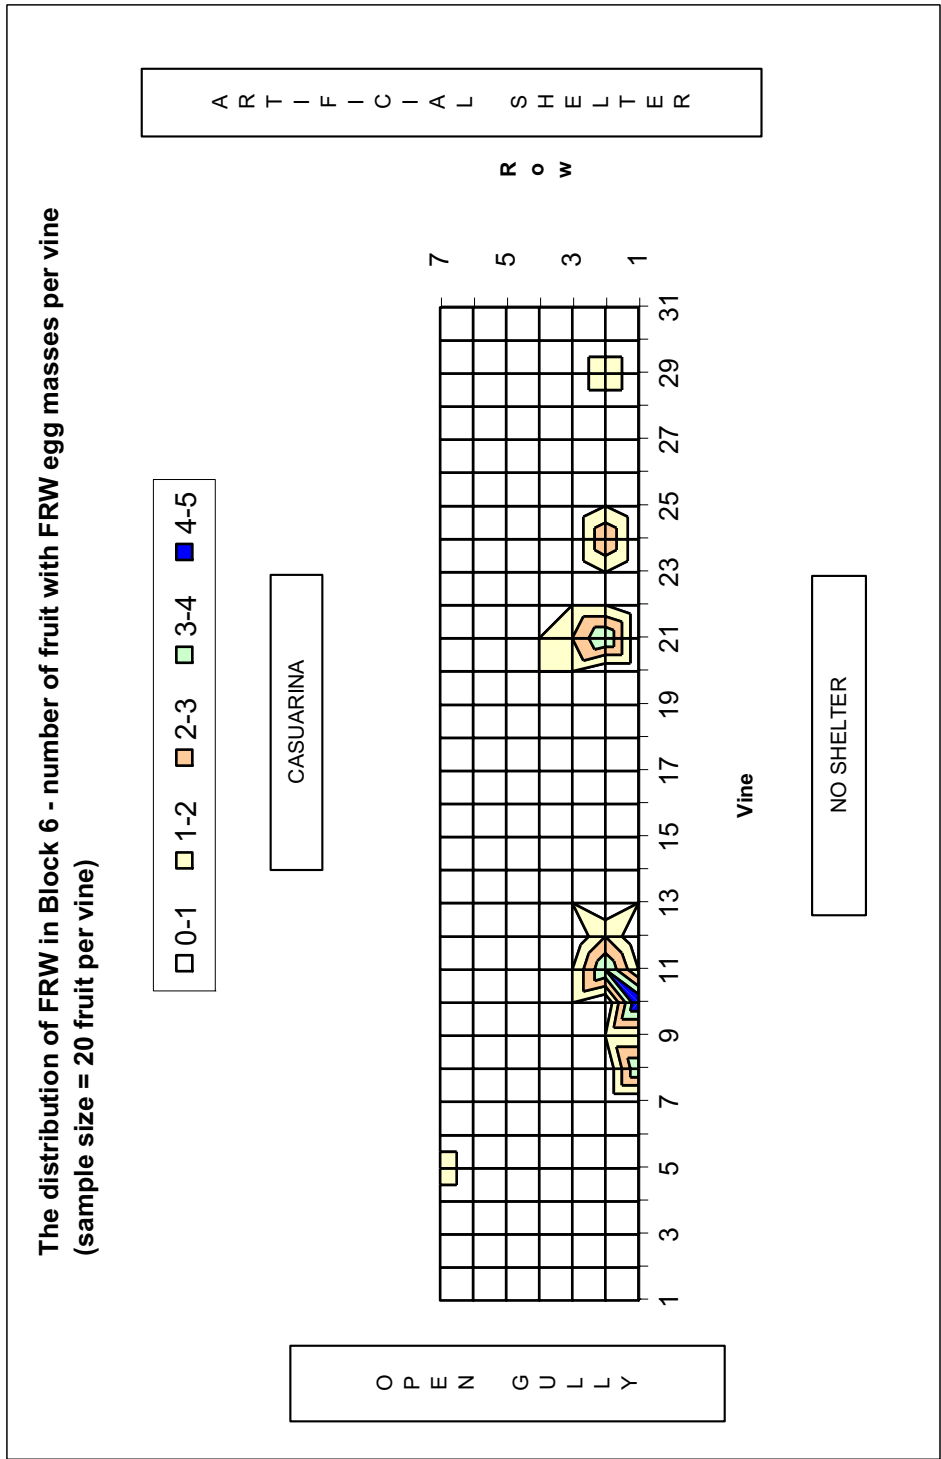 The distribution of FRW in Block 6 - number of fruit with FRW egg masses per vine
(sample size = 20 fruit per vine)
0-1 1-2 2-3 3-4 4-5
CASUARINA
OPEN GULLY
ARTIFICIAL SHELTER
Row
7
5
3
1
1 3 5 7 9 11 13 15 17 19 21 23 25 27 29 31
Vine
NO SHELTER